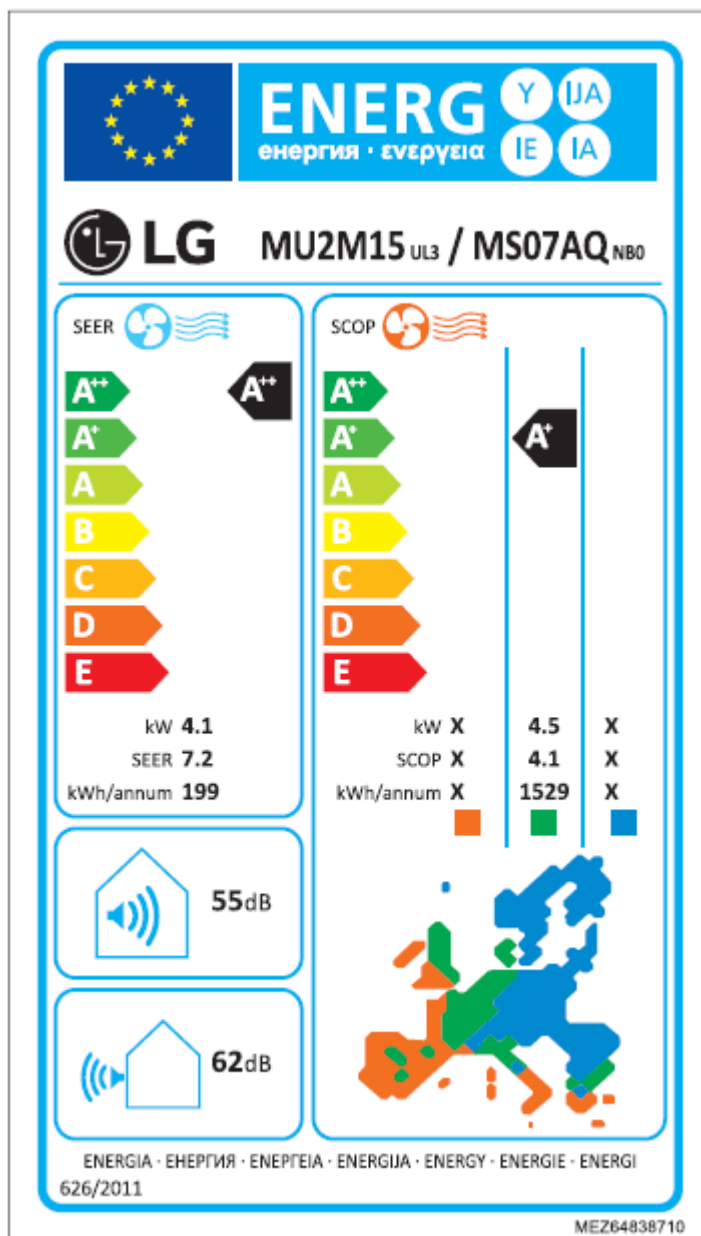 ENERG
енергия · ενεργεια
Y
IJA
IE
IA
LG
MU2M15 UL3 / MS07AQ NB0
SEER
A++
A+
A
B
C
D
E
A++
kW 4.1
SEER 7.2
kWh/annum 199
SCOP
A++
A+
A
B
C
D
E
A+
kW X 4.5 X
SCOP X 4.1 X
kWh/annum X 1529 X
55dB
62dB
ENERGIA · ЕНЕРГИЯ · ΕΝΕΡΓΕΙΑ · ENERGIJA · ENERGY · ENERGIE · ENERGI
626/2011
MEZ64838710